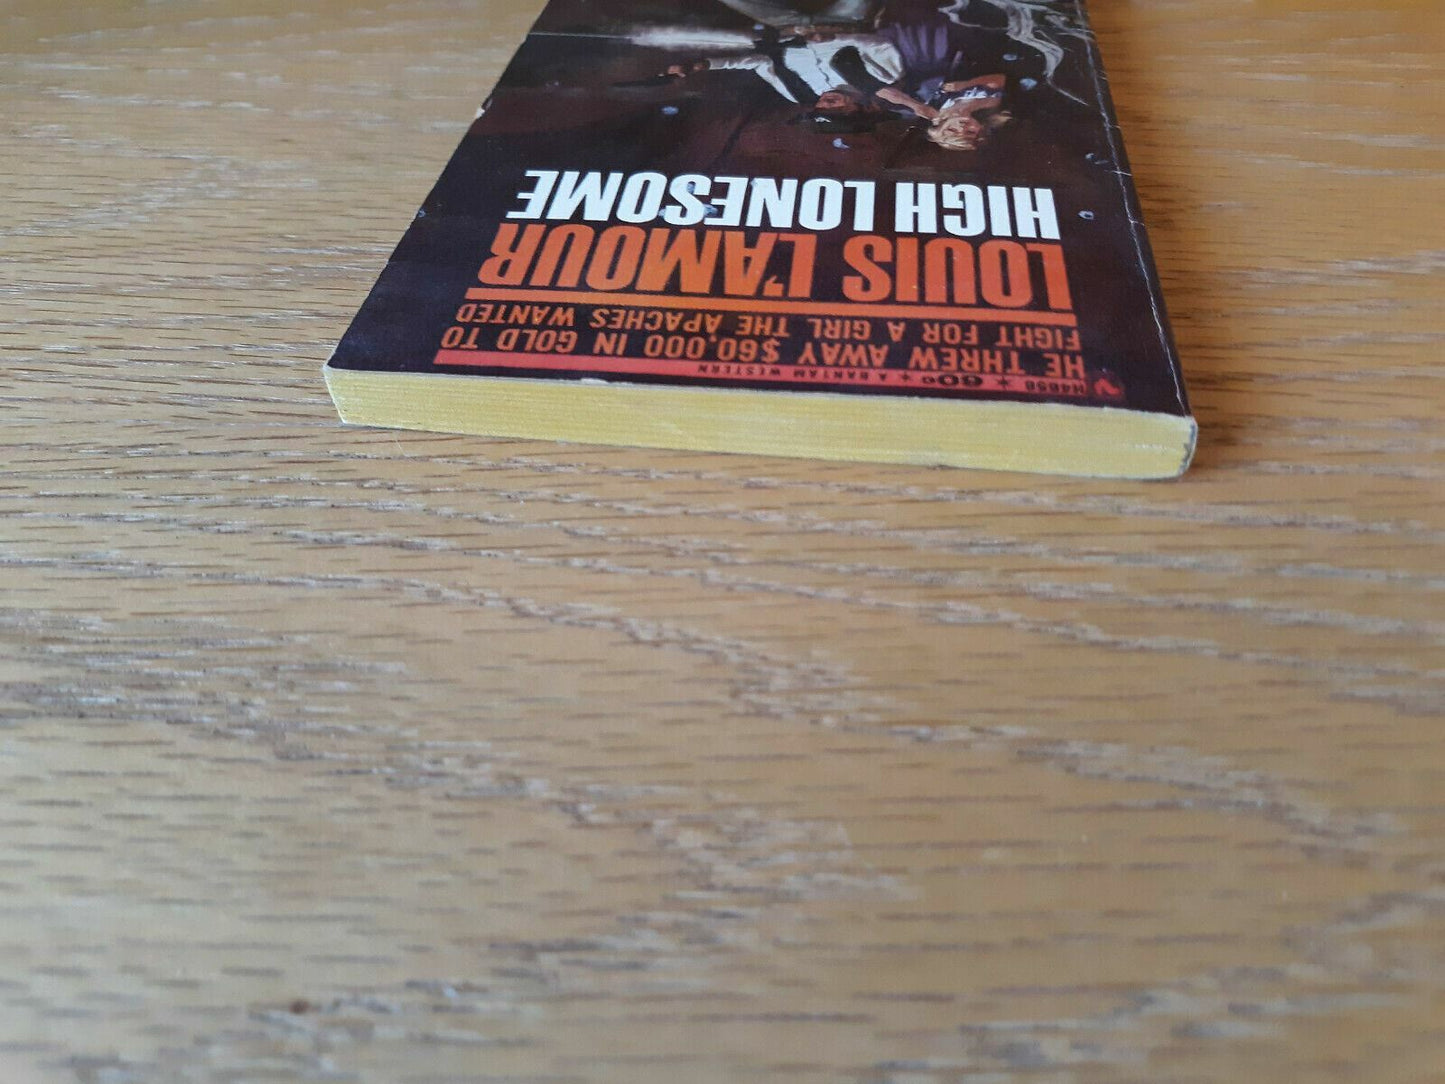 H4858 ★ 60¢ ★ A BANTAM WESTERN
HE THREW AWAY $60,000 IN GOLD TO
FIGHT FOR A GIRL THE APACHES WANTED
LOUIS L'AMOUR
HIGH LONESOME